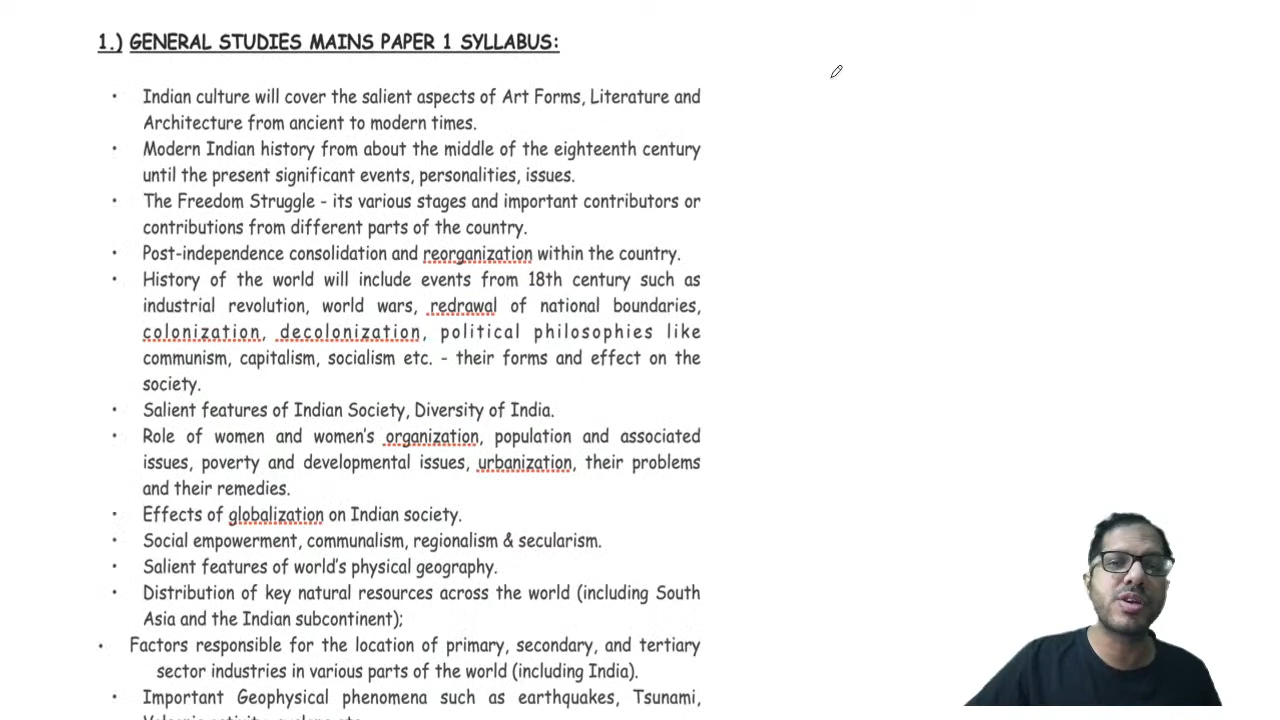 1.) GENERAL STUDIES MAINS PAPER 1 SYLLABUS:
• Indian culture will cover the salient aspects of Art Forms, Literature and
Architecture from ancient to modern times.
• Modern Indian history from about the middle of the eighteenth century
until the present significant events, personalities, issues.
• The Freedom Struggle - its various stages and important contributors or
contributions from different parts of the country.
• Post-independence consolidation and reorganization within the country.
• History of the world will include events from 18th century such as
industrial revolution, world wars, redrawal of national boundaries,
colonization, decolonization, political philosophies like
communism, capitalism, socialism etc. - their forms and effect on the
society.
• Salient features of Indian Society, Diversity of India.
• Role of women and women's organization, population and associated
issues, poverty and developmental issues, urbanization, their problems
and their remedies.
• Effects of globalization on Indian society.
• Social empowerment, communalism, regionalism & secularism.
• Salient features of world's physical geography.
• Distribution of key natural resources across the world (including South
Asia and the Indian subcontinent);
• Factors responsible for the location of primary, secondary, and tertiary
sector industries in various parts of the world (including India).
• Important Geophysical phenomena such as earthquakes, Tsunami,